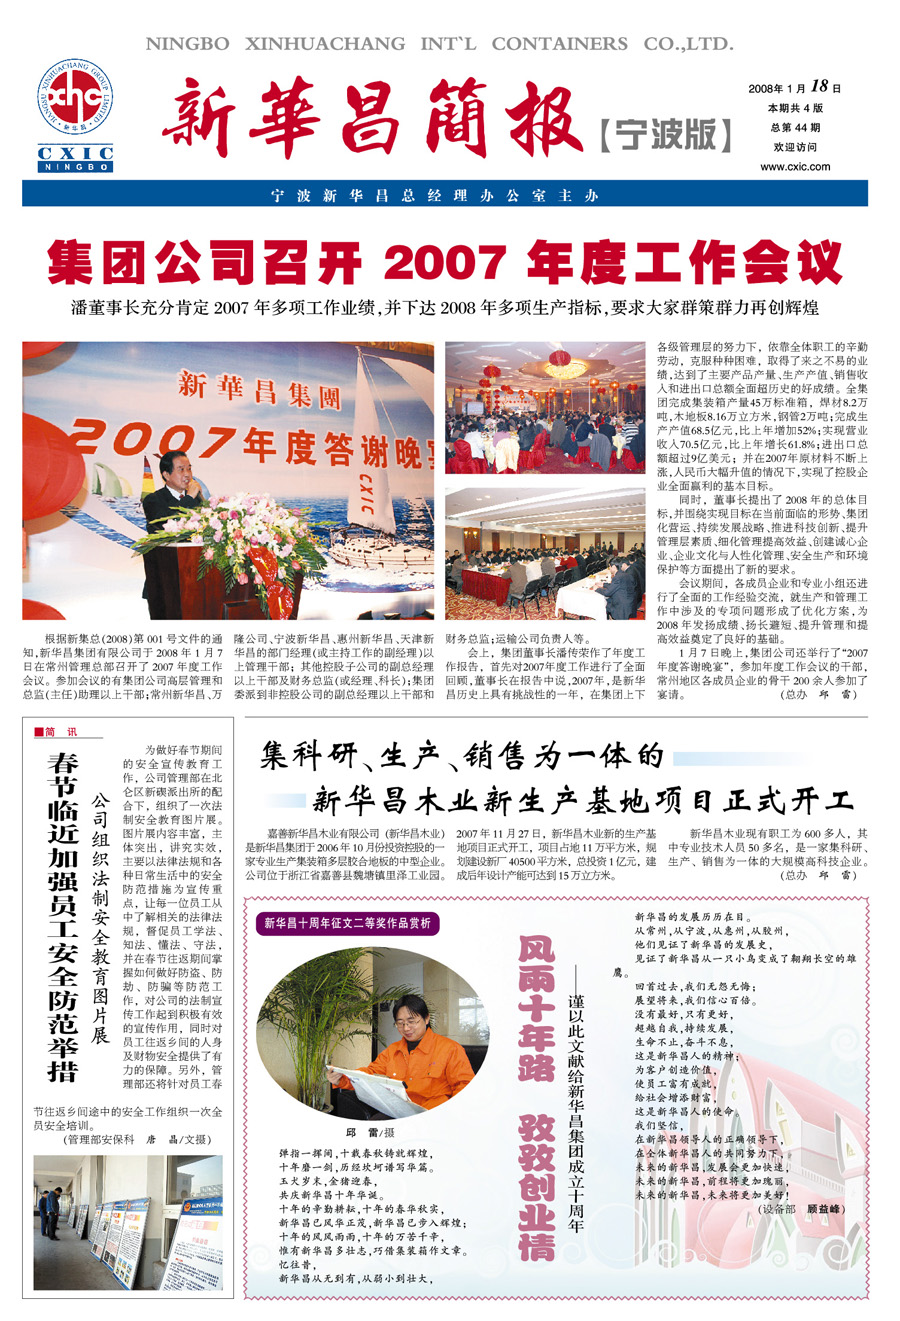 NINGBO XINHUACHANG INT`L CONTAINERS CO.,LTD.
JIANGSU XINHUACHANG GROUP LIMITED
xhc
·新华昌·
CXIC
NINGBO
新華昌簡报【宁波版】
2008年1月18日
本期共4版
总第44期
欢迎访问
www.cxic.com
宁波新华昌总经理办公室主办
集团公司召开 2007 年度工作会议
潘董事长充分肯定 2007 年多项工作业绩,并下达 2008 年多项生产指标,要求大家群策群力再创辉煌
新華昌集團
2007年度答谢晚宴
CXIC
根据新集总(2008)第 001 号文件的通
知,新华昌集团有限公司于 2008 年 1 月 7
日在常州管理总部召开了 2007 年度工作
会议。参加会议的有集团公司高层管理和
总监(主任)助理以上干部;常州新华昌、万
隆公司、宁波新华昌、惠州新华昌、天津新
华昌的部门经理(或主持工作的副经理)以
上管理干部;其他控股子公司的副总经理
以上干部及财务总监(或经理、科长);集团
委派到非控股公司的副总经理以上干部和
财务总监;运输公司负责人等。
会上,集团董事长潘传荣作了年度工
作报告,首先对2007年度工作进行了全面
回顾,董事长在报告中说,2007年,是新华
昌历史上具有挑战性的一年,在集团上下
各级管理层的努力下,依靠全体职工的辛勤
劳动,克服种种困难,取得了来之不易的业
绩,达到了主要产品产量、生产产值、销售收
入和进出口总额全面超历史的好成绩。全集
团完成集装箱产量45万标准箱,焊材8.2万
吨,木地板8.16万立方米,钢管2万吨;完成生
产产值68.5亿元,比上年增加52%;实现营业
收入70.5亿元,比上年增长61.8%;进出口总
额超过9亿美元;并在2007年原材料不断上
涨,人民币大幅升值的情况下,实现了控股企
业全面赢利的基本目标。
同时,董事长提出了 2008 年的总体目
标,并围绕实现目标在当前面临的形势、集团
化营运、持续发展战略、推进科技创新、提升
管理层素质、细化管理提高效益、创建诚心企
业、企业文化与人性化管理、安全生产和环境
保护等方面提出了新的要求。
会议期间,各成员企业和专业小组还进
行了全面的工作经验交流,就生产和管理工
作中涉及的专项问题形成了优化方案,为
2008 年发扬成绩、扬长避短、提升管理和提
高效益奠定了良好的基础。
1 月 7 日晚上,集团公司还举行了“2007
年度答谢晚宴”,参加年度工作会议的干部,
常州地区各成员企业的骨干 200 余人参加了
宴请。 (总办 邱 雷)
■简 讯
春节临近加强员工安全防范举措
公司组织法制安全教育图片展
为做好春节期间
的安全宣传教育工
作,公司管理部在北
仑区新碶派出所的配
合下,组织了一次法
制安全教育图片展。
图片展内容丰富,主
体突出,讲究实效,
主要以法律法规和各
种日常生活中的安全
防范措施为宣传重
点,让每一位员工从
中了解相关的法律法
规,督促员工学法、
知法、懂法、守法,
并在春节往返期间掌
握如何做好防盗、防
劫、防骗等防范工
作,对公司的法制宣
传工作起到积极有效
的宣传作用,同时对
员工往返乡间的人身
及财物安全提供了有
力的保障。另外,管
理部还将针对员工春
节往返乡间途中的安全工作组织一次全
员安全培训。
(管理部安保科 唐 晶/文摄)
集科研、生产、销售为一体的
新华昌木业新生产基地项目正式开工
嘉善新华昌木业有限公司(新华昌木业)
是新华昌集团于 2006 年 10 月份投资控股的一
家专业生产集装箱多层胶合地板的中型企业。
公司位于浙江省嘉善县魏塘镇里泽工业园。
2007 年 11 月 27 日,新华昌木业新的生产基
地项目正式开工,项目占地 11 万平方米,规
划建设新厂 40500 平方米,总投资 1 亿元,建
成后年设计产能可达到 15 万立方米。
新华昌木业现有职工为 600 多人,其
中专业技术人员 50 多名,是一家集科研、
生产、销售为一体的大规模高科技企业。
(总办 邱 雷)
新华昌十周年征文二等奖作品赏析
邱 雷/摄
风雨十年路 孜孜创业情
——谨以此文献给新华昌集团成立十周年
弹指一挥间,十载春秋铸就辉煌,
十年磨一剑,历经坎坷谱写华篇。
玉犬岁末,金猪迎春,
共庆新华昌十年华诞。
十年的辛勤耕耘,十年的春华秋实,
新华昌已风华正茂,新华昌已步入辉煌;
十年的风风雨雨,十年的万苦千辛,
惟有新华昌多壮志,巧借集装箱作文章。
忆往昔,
新华昌从无到有,从弱小到壮大,
新华昌的发展历历在目。
从常州,从宁波,从惠州,从胶州,
他们见证了新华昌的发展史,
见证了新华昌从一只小鸟变成了翱翔长空的雄
鹰。
回首过去,我们无怨无悔;
展望将来,我们信心百倍。
没有最好,只有更好,
超越自我,持续发展,
生命不止,奋斗不息,
这是新华昌人的精神;
为客户创造价值,
使员工富有成就,
给社会增添财富,
这是新华昌人的使命。
我们坚信,
在新华昌领导人的正确领导下,
在全体新华昌人的共同努力下,
未来的新华昌,发展会更加快速,
未来的新华昌,前程将更加瑰丽,
未来的新华昌,未来将更加美好!
(设备部 顾益峰)